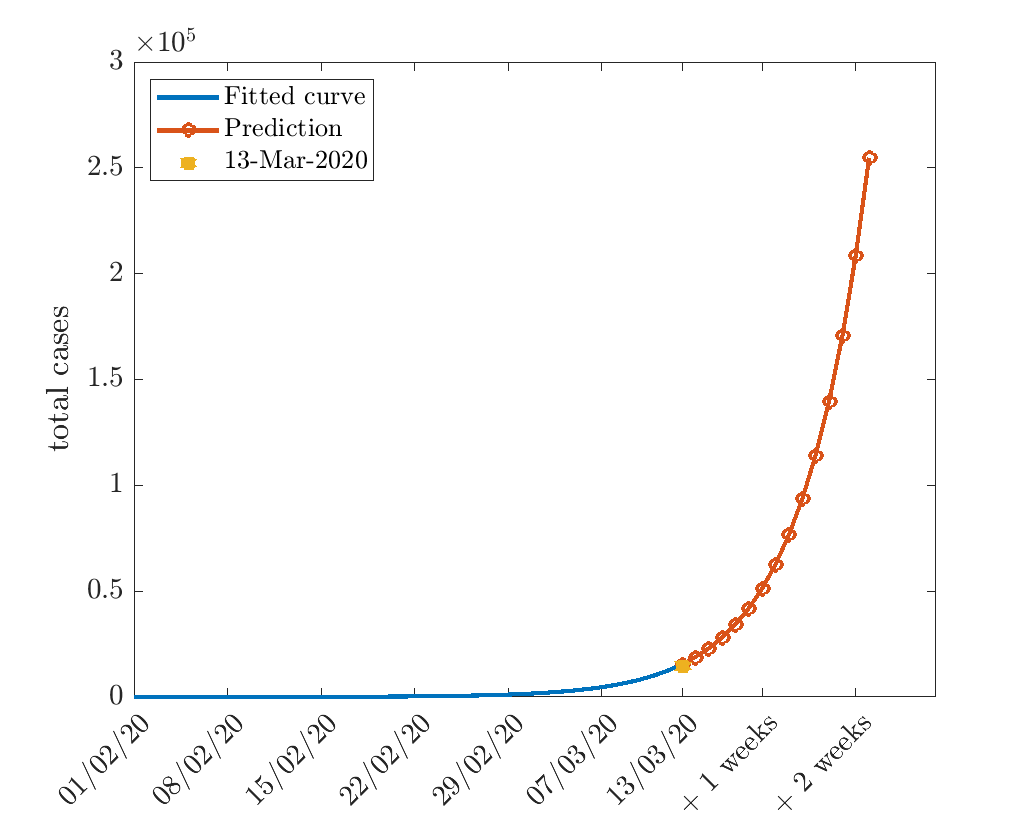 ×10^5
3
2.5
2
1.5
1
0.5
0
total cases
Fitted curve
Prediction
13-Mar-2020
01/02/20
08/02/20
15/02/20
22/02/20
29/02/20
07/03/20
13/03/20
+ 1 weeks
+ 2 weeks